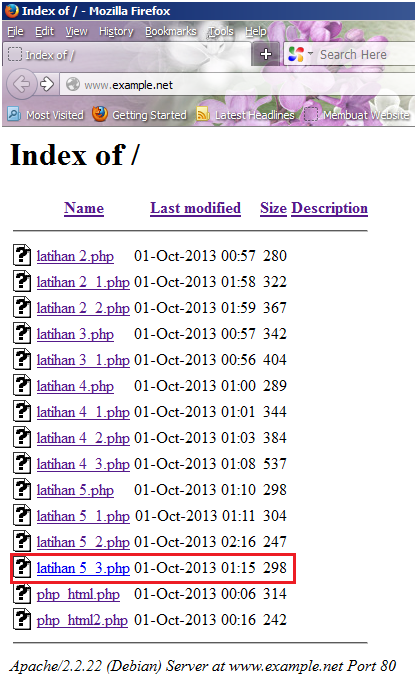 Index of / - Mozilla Firefox
File Edit View History Bookmarks Tools Help
Index of /
Search Here
www.example.net
Most Visited Getting Started Latest Headlines Membuat Website
Index of /
Name Last modified Size Description
latihan 2.php 01-Oct-2013 00:57 280
latihan 2_1.php 01-Oct-2013 01:58 322
latihan 2_2.php 01-Oct-2013 01:59 367
latihan 3.php 01-Oct-2013 00:57 342
latihan 3_1.php 01-Oct-2013 00:56 404
latihan 4.php 01-Oct-2013 01:00 289
latihan 4_1.php 01-Oct-2013 01:01 344
latihan 4_2.php 01-Oct-2013 01:03 384
latihan 4_3.php 01-Oct-2013 01:08 537
latihan 5.php 01-Oct-2013 01:10 298
latihan 5_1.php 01-Oct-2013 01:11 304
latihan 5_2.php 01-Oct-2013 02:16 247
latihan 5_3.php 01-Oct-2013 01:15 298
php_html.php 01-Oct-2013 00:06 314
php_html2.php 01-Oct-2013 00:16 242
Apache/2.2.22 (Debian) Server at www.example.net Port 80